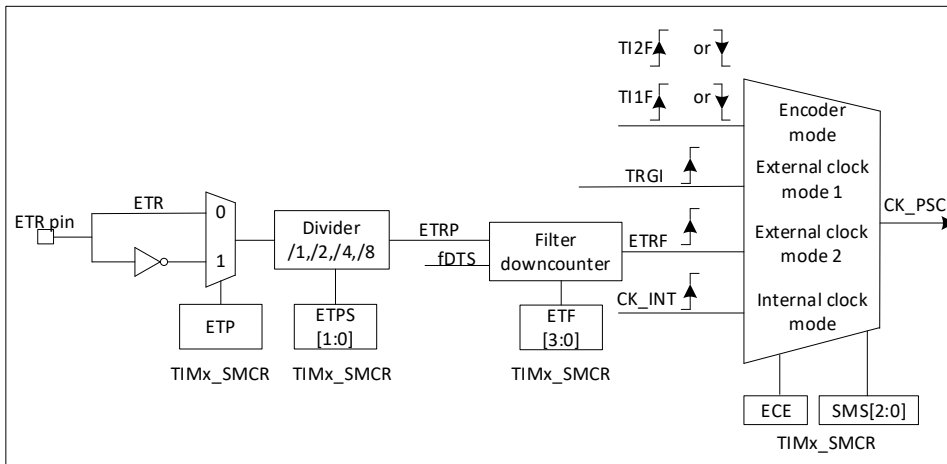 TI2F or
TI1F or
Encoder
mode
TRGI
External clock
mode 1
CK_PSC
ETR pin
ETR
0
1
Divider
/1,/2,/4,/8
ETRP
fDTS
Filter
downcounter
ETRF
External clock
mode 2
CK_INT
Internal clock
mode
ETP
ETPS
[1:0]
ETF
[3:0]
TIMx_SMCR
TIMx_SMCR
TIMx_SMCR
ECE
SMS[2:0]
TIMx_SMCR